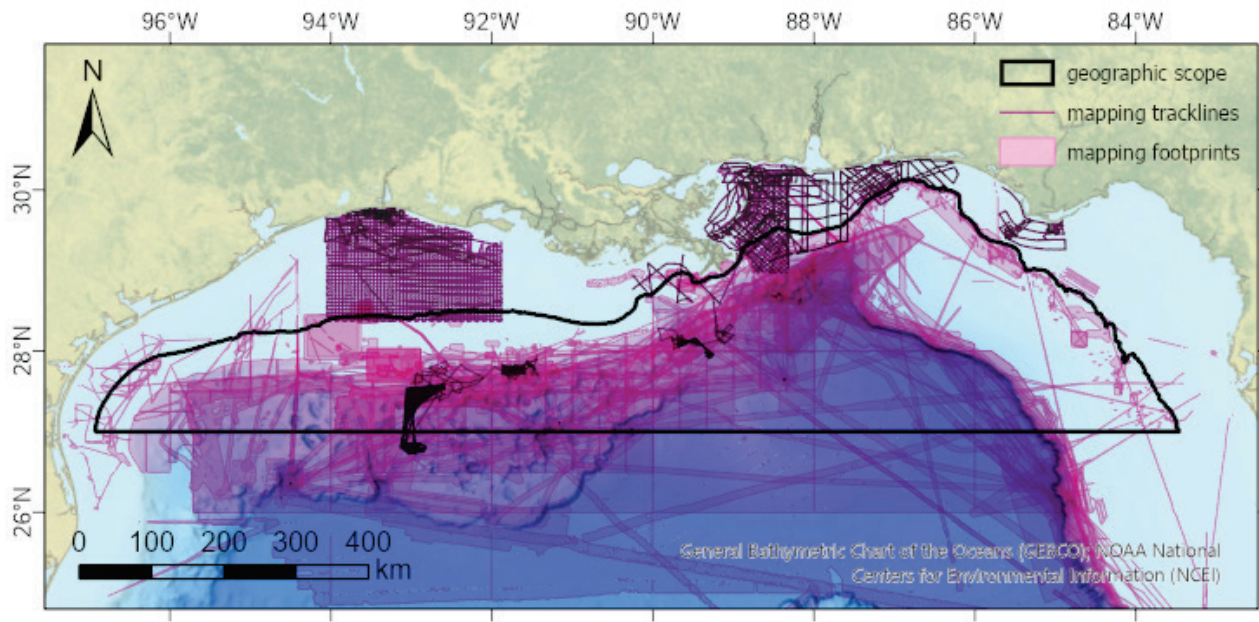 96°W 94°W 92°W 90°W 88°W 86°W 84°W
N
geographic scope
mapping tracklines
mapping footprints
30°N
28°N
26°N
0 100 200 300 400
km
General Bathymetric Chart of the Oceans (GEBCO); NOAA National
Centers for Environmental Information (NCEI)